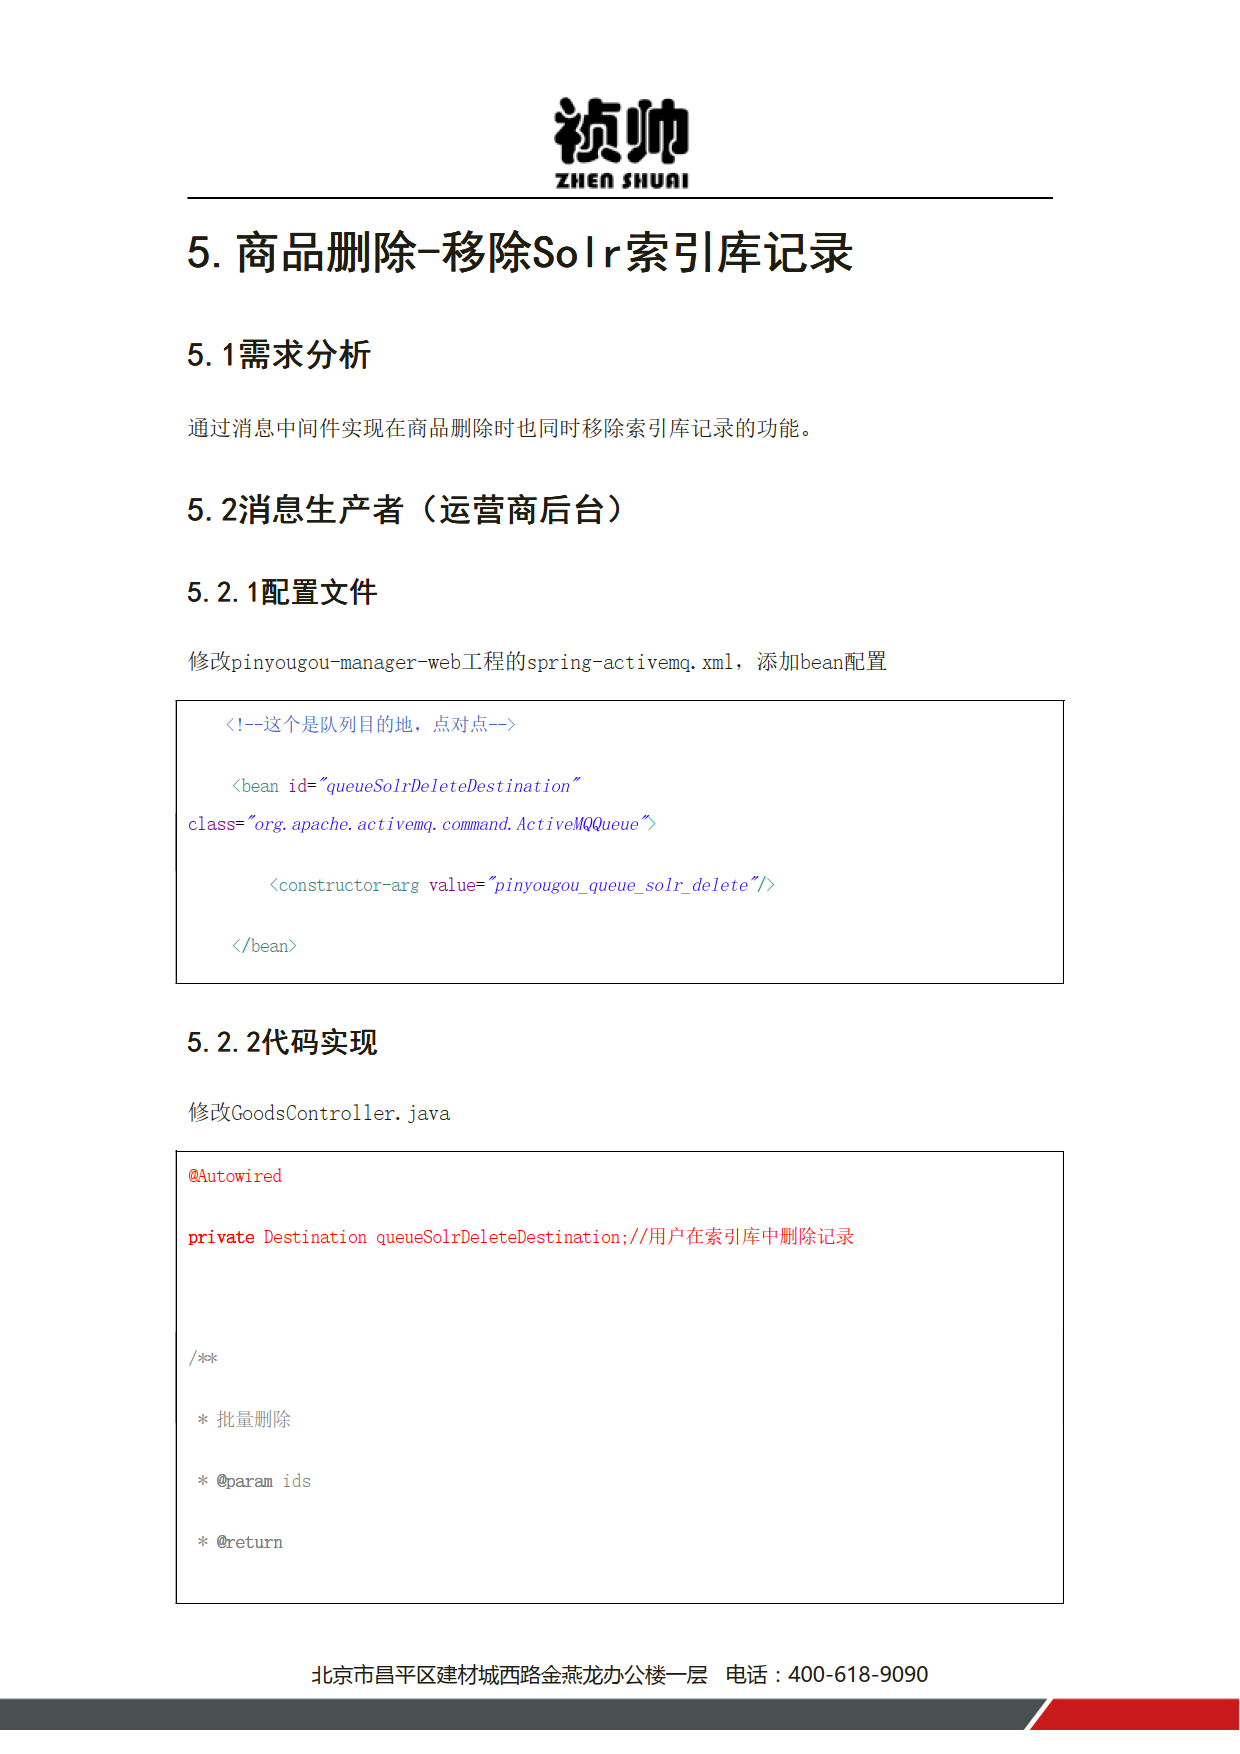 祯帅
ZHEN SHUAI
5.商品删除-移除Solr索引库记录
5.1需求分析
通过消息中间件实现在商品删除时也同时移除索引库记录的功能。
5.2消息生产者（运营商后台）
5.2.1配置文件
修改pinyougou-manager-web工程的spring-activemq.xml，添加bean配置
<!--这个是队列目的地，点对点-->
<bean id="queueSolrDeleteDestination"
class="org.apache.activemq.command.ActiveMQQueue">
<constructor-arg value="pinyougou_queue_solr_delete"/>
</bean>
5.2.2代码实现
修改GoodsController.java
@Autowired
private Destination queueSolrDeleteDestination;//用户在索引库中删除记录
/**
* 批量删除
* @param ids
* @return
北京市昌平区建材城西路金燕龙办公楼一层 电话：400-618-9090